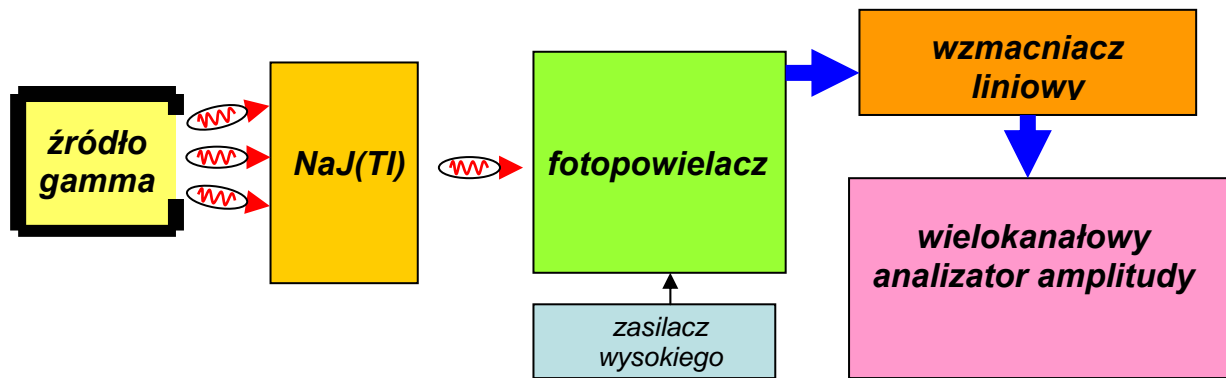 źródło
gamma
NaJ(Tl)
fotopowielacz
wzmacniacz
liniowy
wielokanałowy
analizator amplitudy
zasilacz
wysokiego